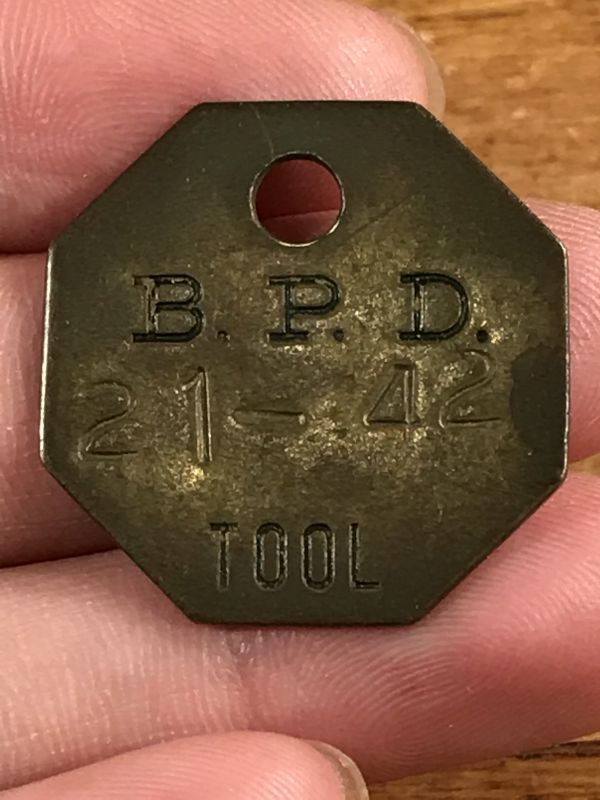 B. P. D.
21-42
TOOL